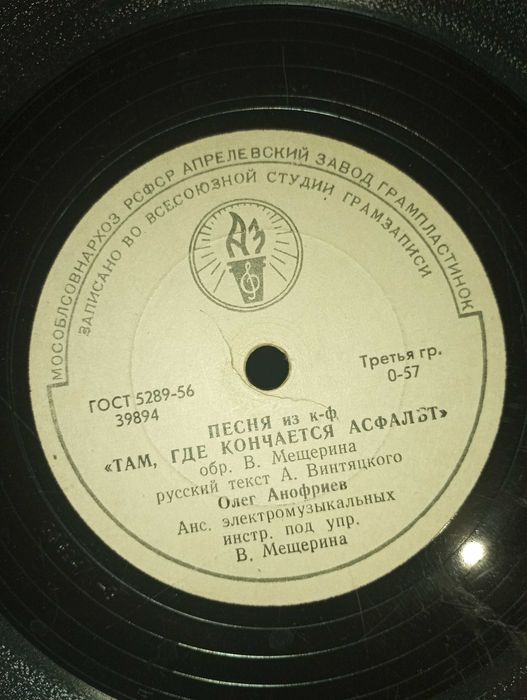 МОСОБЛСОВНАРХОЗ РСФСР АПРЕЛЕВСКИЙ ЗАВОД ГРАМПЛАСТИНОК
ЗАПИСАНО ВО ВСЕСОЮЗНОЙ СТУДИИ ГРАМЗАПИСИ
АЗ
ГОСТ 5289-56
39894
Третья гр.
0-57
ПЕСНЯ из к-ф
«ТАМ, ГДЕ КОНЧАЕТСЯ АСФАЛЬТ»
обр. В. Мещерина
русский текст А. Винтяцкого
Олег Анофриев
Анс. электромузыкальных
инстр. под упр.
В. Мещерина